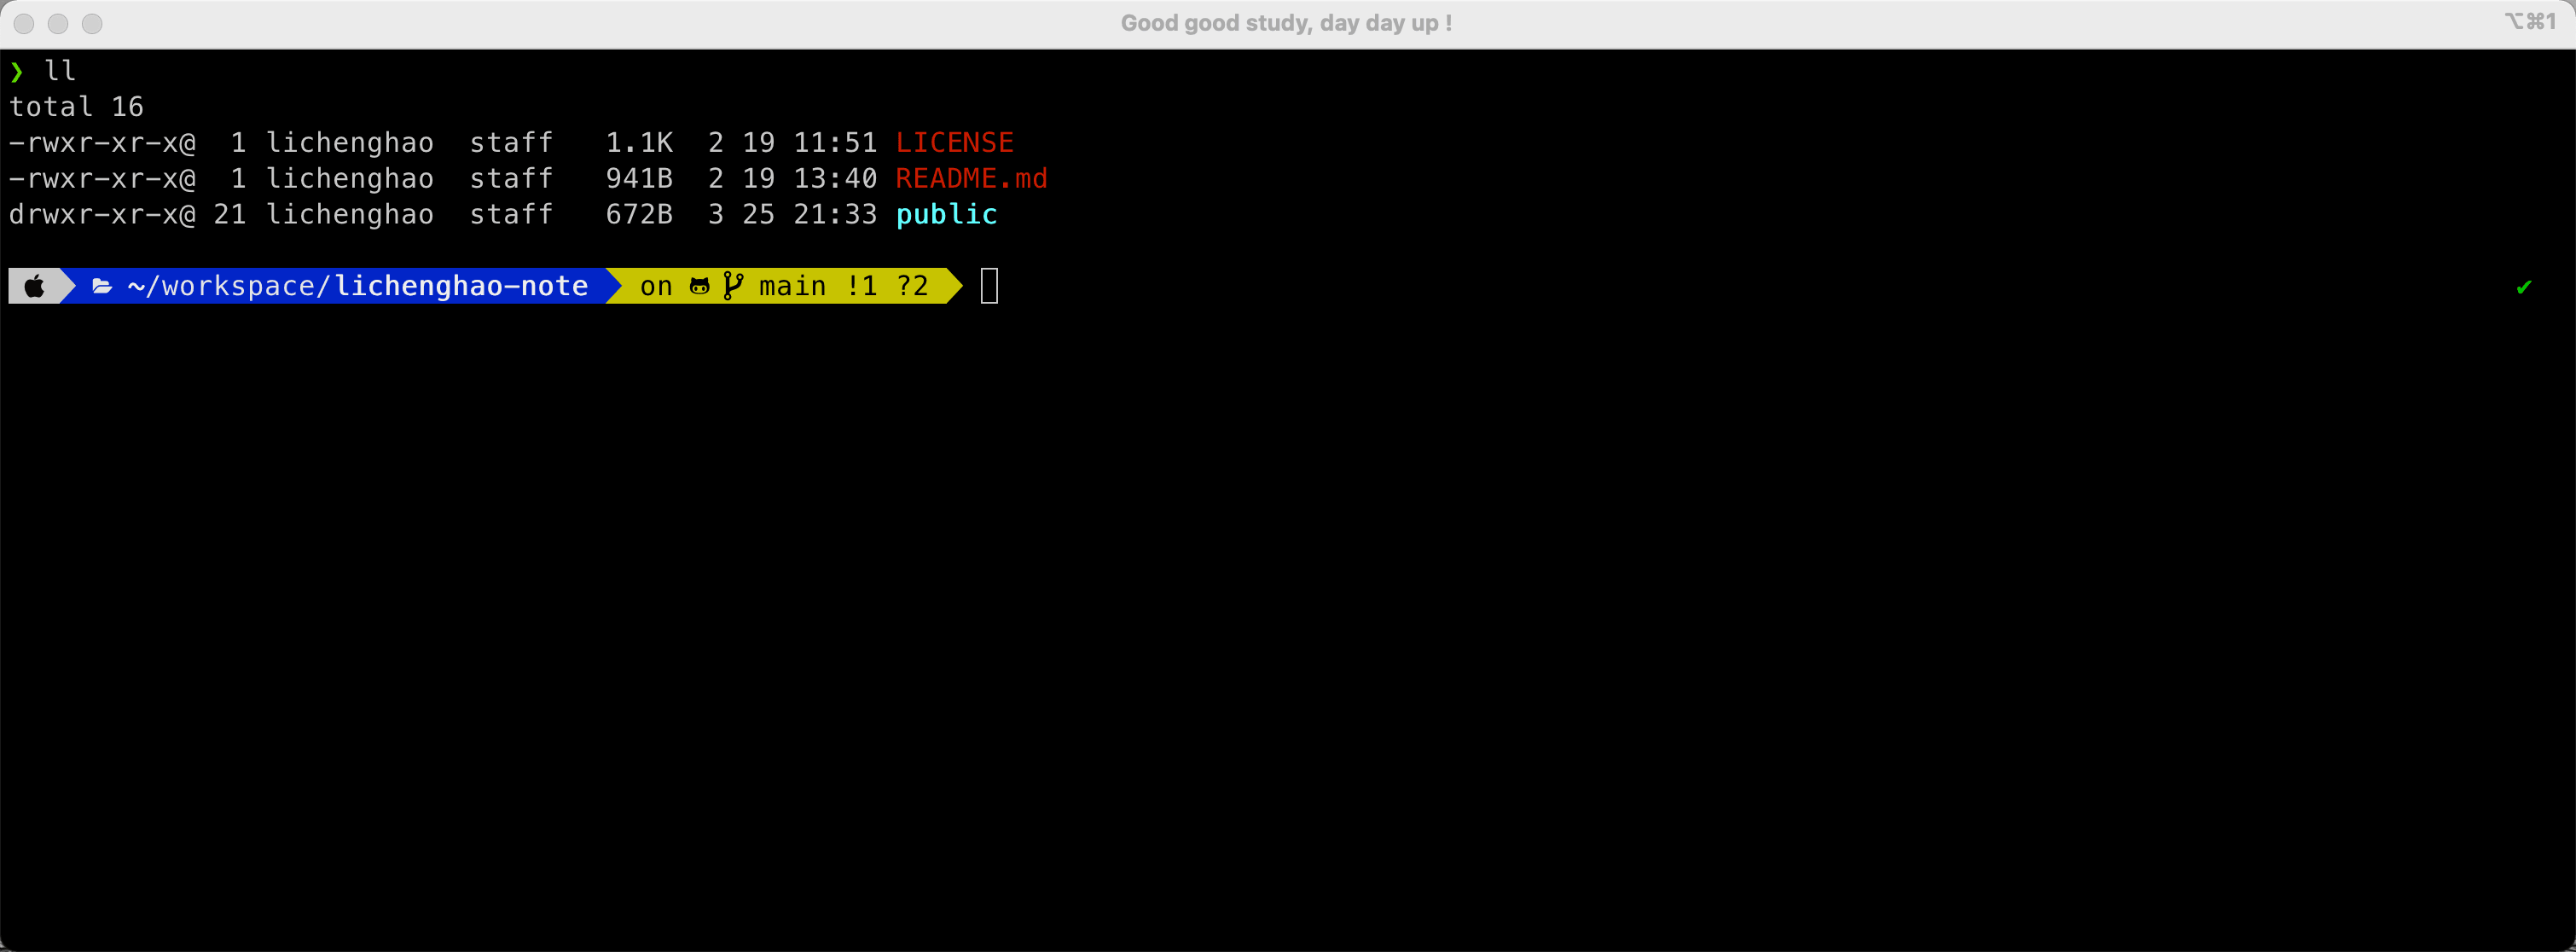 Good good study, day day up !
⌥⌘1
❯ ll
total 16
-rwxr-xr-x@  1 lichenghao  staff   1.1K  2 19 11:51 LICENSE
-rwxr-xr-x@  1 lichenghao  staff   941B  2 19 13:40 README.md
drwxr-xr-x@ 21 lichenghao  staff   672B  3 25 21:33 public
~/workspace/lichenghao-note on main !1 ?2 ✔